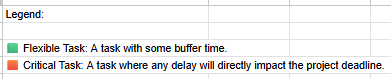 Legend:
Flexible Task: A task with some buffer time.
Critical Task: A task where any delay will directly impact the project deadline.